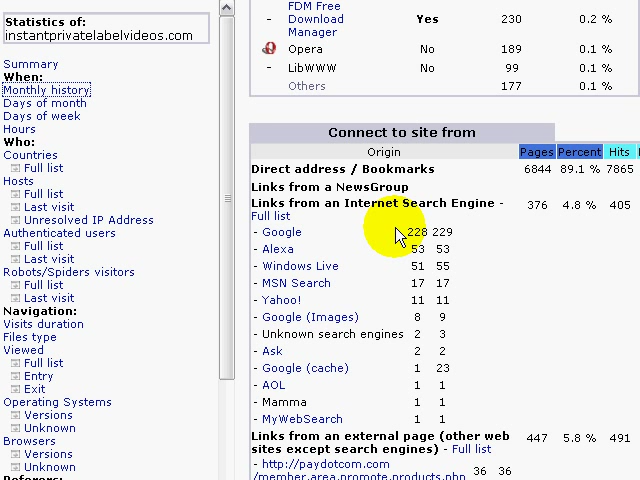 Statistics of:
instantprivatelabelvideos.com
Summary
When:
Monthly history
Days of month
Days of week
Hours
Who:
Countries
Full list
Hosts
Full list
Last visit
Unresolved IP Address
Authenticated users
Full list
Last visit
Robots/Spiders visitors
Full list
Last visit
Navigation:
Visits duration
Files type
Viewed
Full list
Entry
Exit
Operating Systems
Versions
Unknown
Browsers
Versions
Unknown
Referers:
FDM Free
- Download Yes 230 0.2 %
Manager
Opera No 189 0.1 %
- LibWWW No 99 0.1 %
Others 177 0.1 %
Connect to site from
Origin Pages Percent Hits
Direct address / Bookmarks 6844 89.1 % 7865
Links from a NewsGroup
Links from an Internet Search Engine - 376 4.8 % 405
Full list
- Google 228 229
- Alexa 53 53
- Windows Live 51 55
- MSN Search 17 17
- Yahoo! 11 11
- Google (Images) 8 9
- Unknown search engines 2 3
- Ask 2 2
- Google (cache) 1 23
- AOL 1 1
- Mamma 1 1
- MyWebSearch 1 1
Links from an external page (other web 447 5.8 % 491
sites except search engines) - Full list
- http://paydotcom.com 36 36
/member.area.promote.products.php